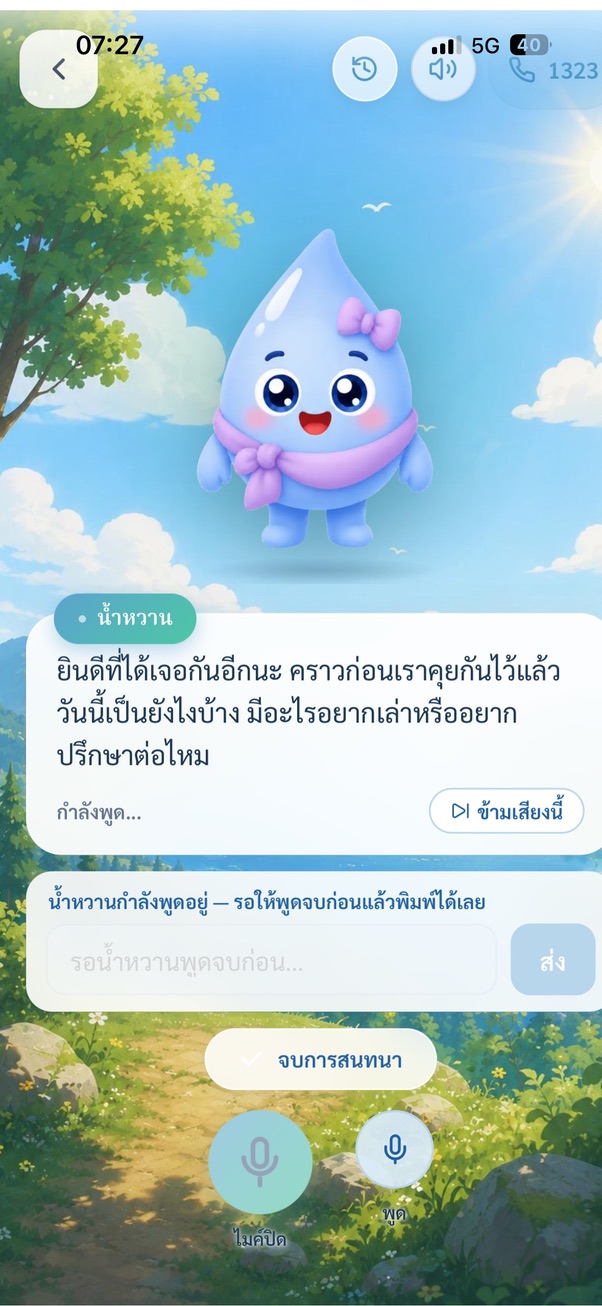 07:27
5G
40
1323
น้ำหวาน
ยินดีที่ได้เจอกันอีกนะ คราวก่อนเราคุยกันไว้แล้ว
วันนี้เป็นยังไงบ้าง มีอะไรอยากเล่าหรืออยาก
ปรึกษาต่อไหม
กำลังพูด...
ข้ามเสียงนี้
น้ำหวานกำลังพูดอยู่ — รอให้พูดจบก่อนแล้วพิมพ์ได้เลย
รอน้ำหวานพูดจบก่อน...
ส่ง
จบการสนทนา
พูด
ไมค์ปิด